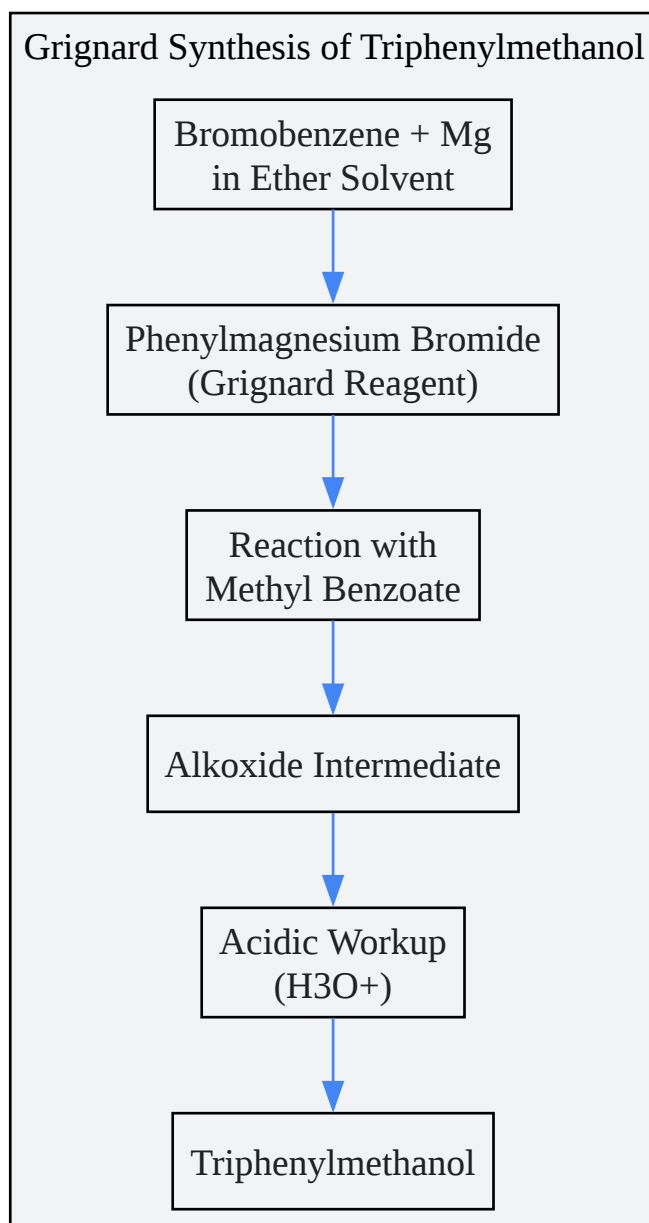 Grignard Synthesis of Triphenylmethanol
Bromobenzene + Mg
in Ether Solvent
Phenylmagnesium Bromide
(Grignard Reagent)
Reaction with
Methyl Benzoate
Alkoxide Intermediate
Acidic Workup
(H3O+)
Triphenylmethanol